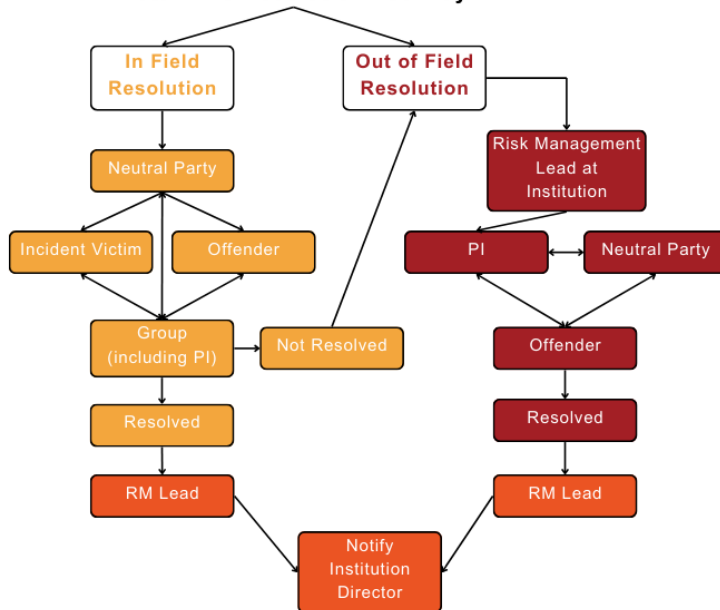 In Field
Resolution
Out of Field
Resolution
Neutral Party
Risk Management
Lead at
Institution
Incident Victim
Offender
PI
Neutral Party
Group
(including PI)
Not Resolved
Offender
Resolved
Resolved
RM Lead
RM Lead
Notify
Institution
Director